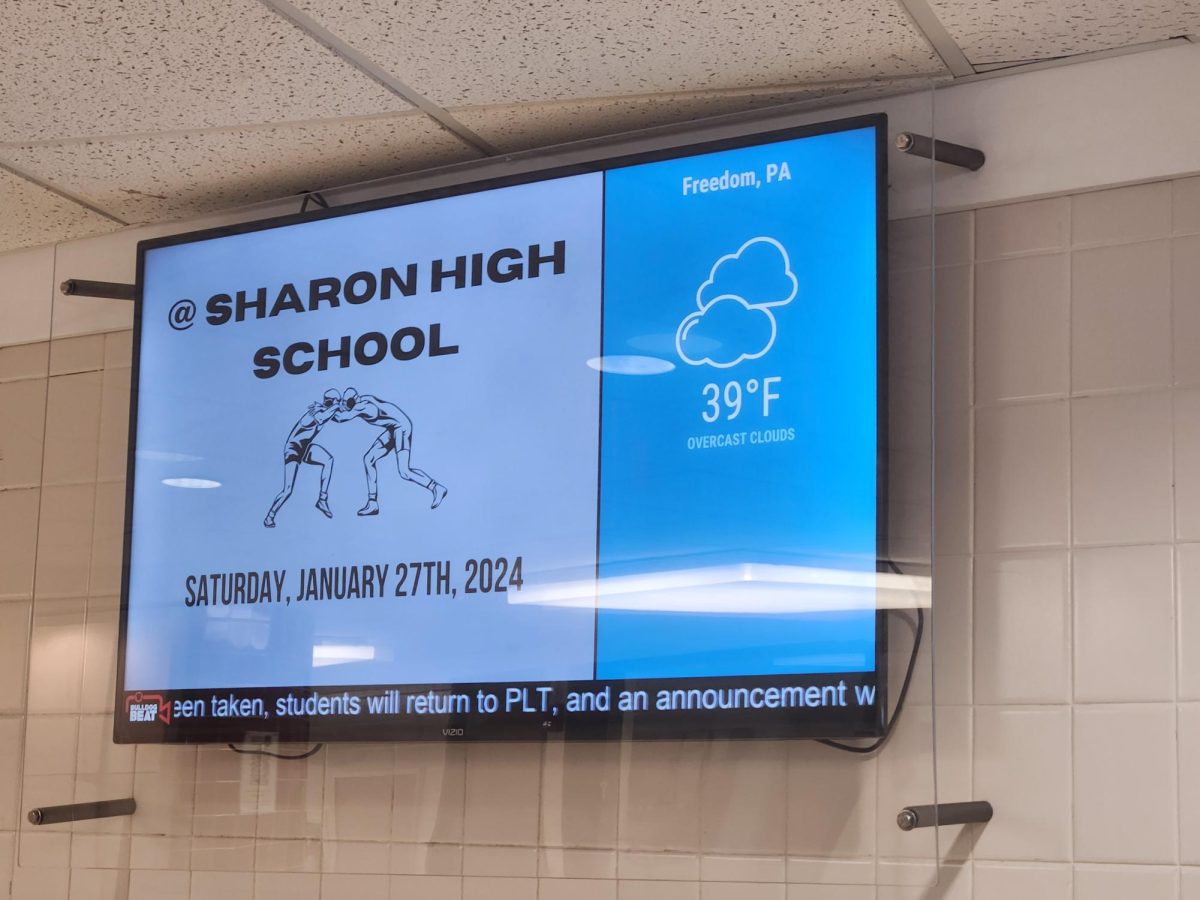 @ SHARON HIGH
SCHOOL
SATURDAY, JANUARY 27TH, 2024
Freedom, PA
39°F
OVERCAST CLOUDS
BULLDOG
BEAT
een taken, students will return to PLT, and an announcement w
VIZIO